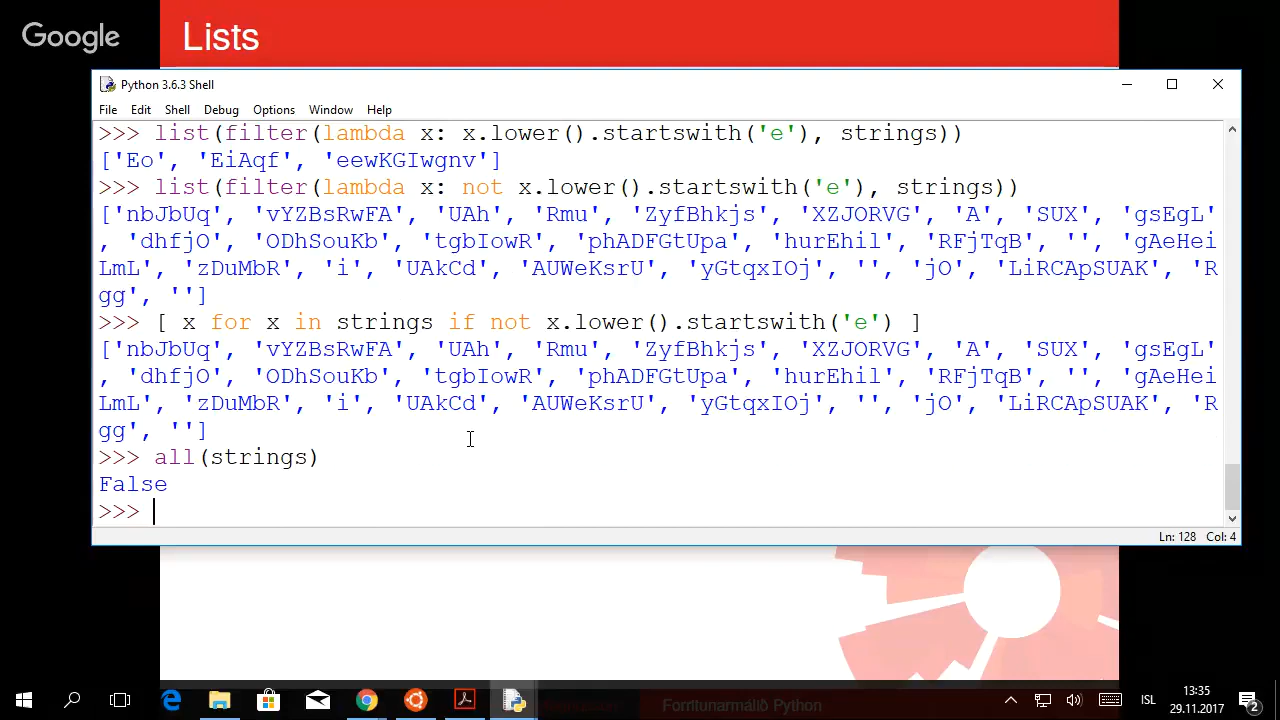 Google
Lists
Python 3.6.3 Shell
File Edit Shell Debug Options Window Help
>>> list(filter(lambda x: x.lower().startswith('e'), strings))
['Eo', 'EiAqf', 'eewKGIwgnv']
>>> list(filter(lambda x: not x.lower().startswith('e'), strings))
['nbJbUq', 'vYZBsRwFA', 'UAh', 'Rmu', 'ZyfBhkjs', 'XZJORVG', 'A', 'SUX', 'gsEgL'
, 'dhfjO', 'ODhSouKb', 'tgbIowR', 'phADFGtUpa', 'hurEhil', 'RFjTqB', '', 'gAeHei
LmL', 'zDuMbR', 'i', 'UAkCd', 'AUWeKsrU', 'yGtqxIOj', '', 'jO', 'LiRCApSUAK', 'R
gg', '']
>>> [ x for x in strings if not x.lower().startswith('e') ]
['nbJbUq', 'vYZBsRwFA', 'UAh', 'Rmu', 'ZyfBhkjs', 'XZJORVG', 'A', 'SUX', 'gsEgL'
, 'dhfjO', 'ODhSouKb', 'tgbIowR', 'phADFGtUpa', 'hurEhil', 'RFjTqB', '', 'gAeHei
LmL', 'zDuMbR', 'i', 'UAkCd', 'AUWeKsrU', 'yGtqxIOj', '', 'jO', 'LiRCApSUAK', 'R
gg', '']
>>> all(strings)
False
>>>
Ln: 128 Col: 4
Forritunarmálið Python
ISL
13:35
29.11.2017
2